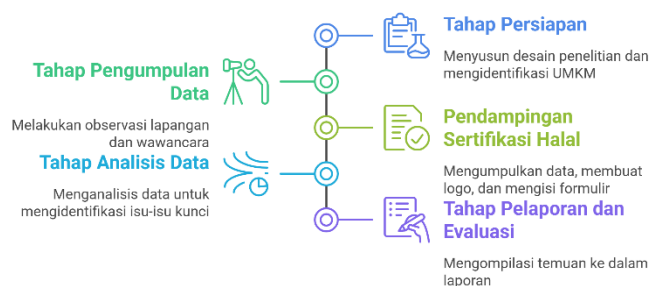 Tahap Persiapan
Menyusun desain penelitian dan
mengidentifikasi UMKM
Tahap Pengumpulan
Data
Melakukan observasi lapangan
dan wawancara
Pendampingan
Sertifikasi Halal
Mengumpulkan data, membuat
logo, dan mengisi formulir
Tahap Analisis Data
Menganalisis data untuk
mengidentifikasi isu-isu kunci
Tahap Pelaporan dan
Evaluasi
Mengompilasi temuan ke dalam
laporan